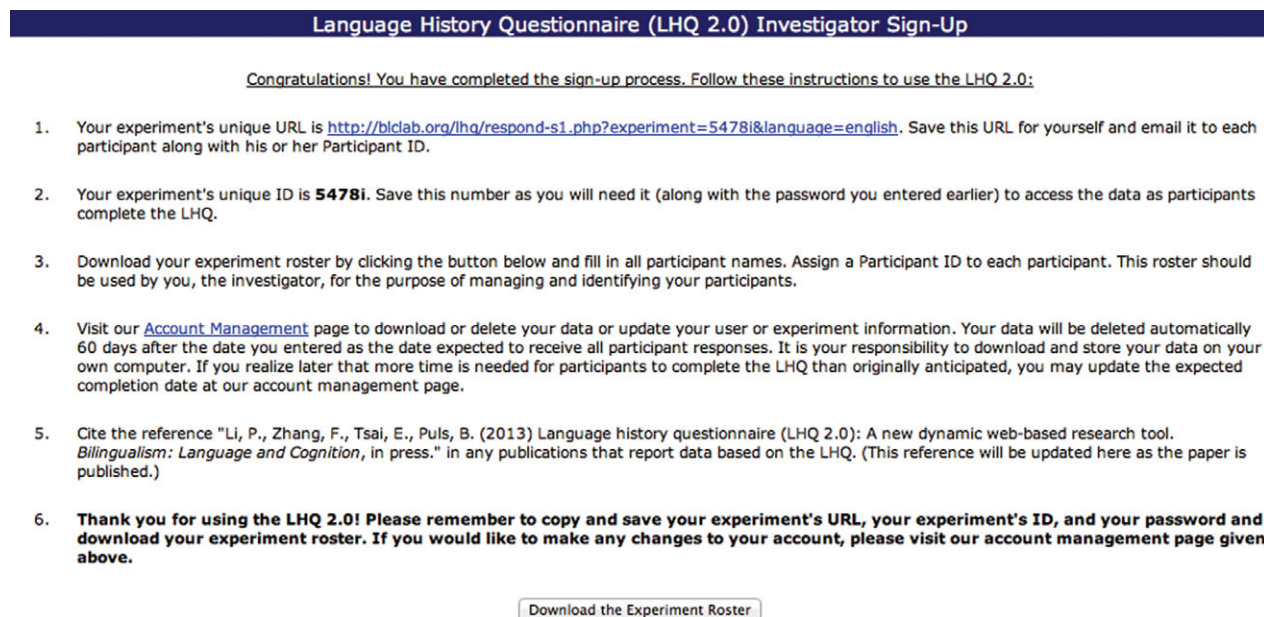 Language History Questionnaire (LHQ 2.0) Investigator Sign-Up
Congratulations! You have completed the sign-up process. Follow these instructions to use the LHQ 2.0:
1. Your experiment's unique URL is http://blclab.org/lhq/respond-s1.php?experiment=5478i&language=english. Save this URL for yourself and email it to each
participant along with his or her Participant ID.
2. Your experiment's unique ID is 5478i. Save this number as you will need it (along with the password you entered earlier) to access the data as participants
complete the LHQ.
3. Download your experiment roster by clicking the button below and fill in all participant names. Assign a Participant ID to each participant. This roster should
be used by you, the investigator, for the purpose of managing and identifying your participants.
4. Visit our Account Management page to download or delete your data or update your user or experiment information. Your data will be deleted automatically
60 days after the date you entered as the date expected to receive all participant responses. It is your responsibility to download and store your data on your
own computer. If you realize later that more time is needed for participants to complete the LHQ than originally anticipated, you may update the expected
completion date at our account management page.
5. Cite the reference "Li, P., Zhang, F., Tsai, E., Puls, B. (2013) Language history questionnaire (LHQ 2.0): A new dynamic web-based research tool.
Bilingualism: Language and Cognition, in press." in any publications that report data based on the LHQ. (This reference will be updated here as the paper is
published.)
6. Thank you for using the LHQ 2.0! Please remember to copy and save your experiment's URL, your experiment's ID, and your password and
download your experiment roster. If you would like to make any changes to your account, please visit our account management page given
above.
Download the Experiment Roster